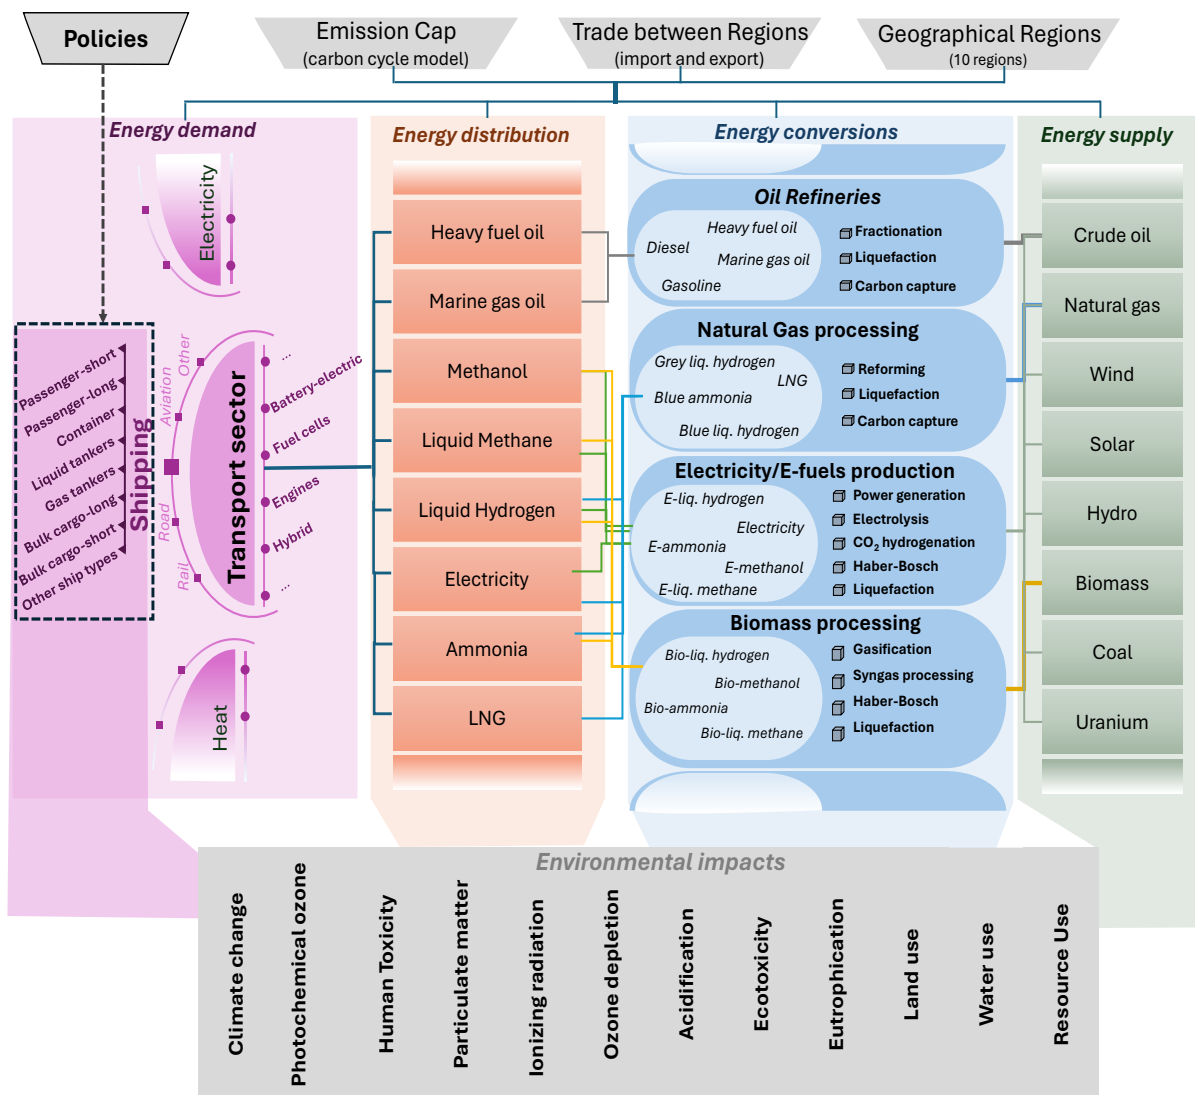 Policies
Emission Cap
(carbon cycle model)
Trade between Regions
(import and export)
Geographical Regions
(10 regions)
Energy demand
Electricity
Passenger-short
Passenger-long
Container
Liquid tankers
Gas tankers
Bulk cargo-long
Bulk cargo-short
Other ship types
Shipping
Other
Aviation
Road
Rail
Transport sector
...
Battery-electric
Fuel cells
Engines
Hybrid
...
Heat
Energy distribution
Heavy fuel oil
Marine gas oil
Methanol
Liquid Methane
Liquid Hydrogen
Electricity
Ammonia
LNG
Energy conversions
Oil Refineries
Heavy fuel oil
Diesel
Marine gas oil
Gasoline
Fractionation
Liquefaction
Carbon capture
Natural Gas processing
Grey liq. hydrogen
LNG
Blue ammonia
Blue liq. hydrogen
Reforming
Liquefaction
Carbon capture
Electricity/E-fuels production
E-liq. hydrogen
Electricity
E-ammonia
E-methanol
E-liq. methane
Power generation
Electrolysis
CO₂ hydrogenation
Haber-Bosch
Liquefaction
Biomass processing
Bio-liq. hydrogen
Bio-methanol
Bio-ammonia
Bio-liq. methane
Gasification
Syngas processing
Haber-Bosch
Liquefaction
Energy supply
Crude oil
Natural gas
Wind
Solar
Hydro
Biomass
Coal
Uranium
Environmental impacts
Climate change
Photochemical ozone
Human Toxicity
Particulate matter
Ionizing radiation
Ozone depletion
Acidification
Ecotoxicity
Eutrophication
Land use
Water use
Resource Use